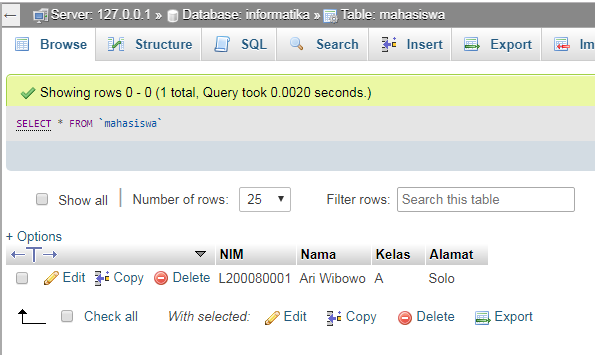 Server: 127.0.0.1 » Database: informatika » Table: mahasiswa
Browse Structure SQL Search Insert Export Im
Showing rows 0 - 0 (1 total, Query took 0.0020 seconds.)
SELECT * FROM `mahasiswa`
Show all Number of rows: 25 Filter rows: Search this table
+ Options
NIM Nama Kelas Alamat
Edit Copy Delete L200080001 Ari Wibowo A Solo
Check all With selected: Edit Copy Delete Export